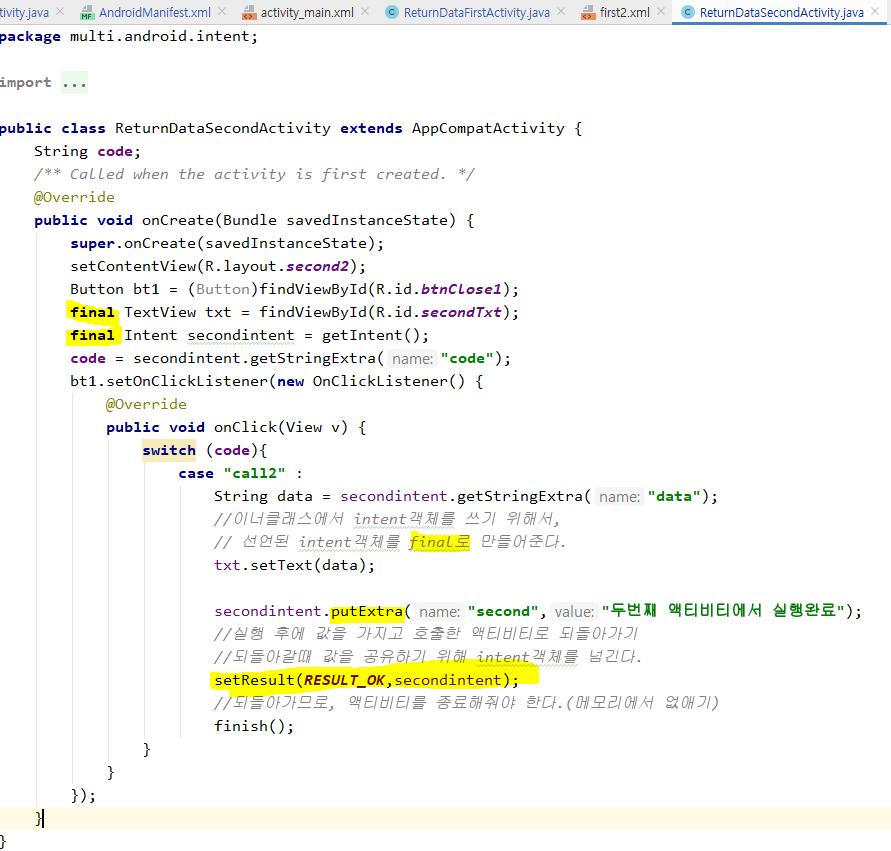 tivity.java AndroidManifest.xml activity_main.xml ReturnDataFirstActivity.java first2.xml ReturnDataSecondActivity.java
package multi.android.intent;
import ...
public class ReturnDataSecondActivity extends AppCompatActivity {
String code;
/** Called when the activity is first created. */
@Override
public void onCreate(Bundle savedInstanceState) {
super.onCreate(savedInstanceState);
setContentView(R.layout.second2);
Button bt1 = (Button)findViewById(R.id.btnClose1);
final TextView txt = findViewById(R.id.secondTxt);
final Intent secondintent = getIntent();
code = secondintent.getStringExtra( name: "code");
bt1.setOnClickListener(new OnClickListener() {
@Override
public void onClick(View v) {
switch (code){
case "call2" :
String data = secondintent.getStringExtra( name: "data");
//이너클래스에서 intent객체를 쓰기 위해서,
// 선언된 intent객체를 final로 만들어준다.
txt.setText(data);
secondintent.putExtra( name: "second", value: "두번째 액티비티에서 실행완료");
//실행 후에 값을 가지고 호출한 액티비티로 되돌아가기
//되돌아갈때 값을 공유하기 위해 intent객체를 넘긴다.
setResult(RESULT_OK,secondintent);
//되돌아가므로, 액티비티를 종료해줘야 한다.(메모리에서 없애기)
finish();
}
}
});
}
}